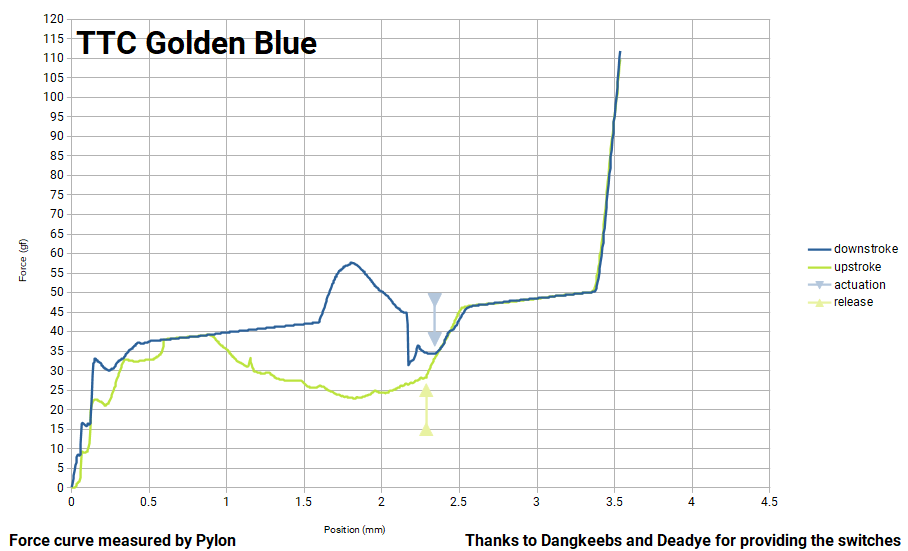 TTC Golden Blue
120
115
110
105
100
95
90
85
80
75
70
65
60
55
50
45
40
35
30
25
20
15
10
5
0
Force (gf)
0 0.5 1 1.5 2 2.5 3 3.5 4 4.5
Position (mm)
downstroke
upstroke
actuation
release
Force curve measured by Pylon
Thanks to Dangkeebs and Deadye for providing the switches